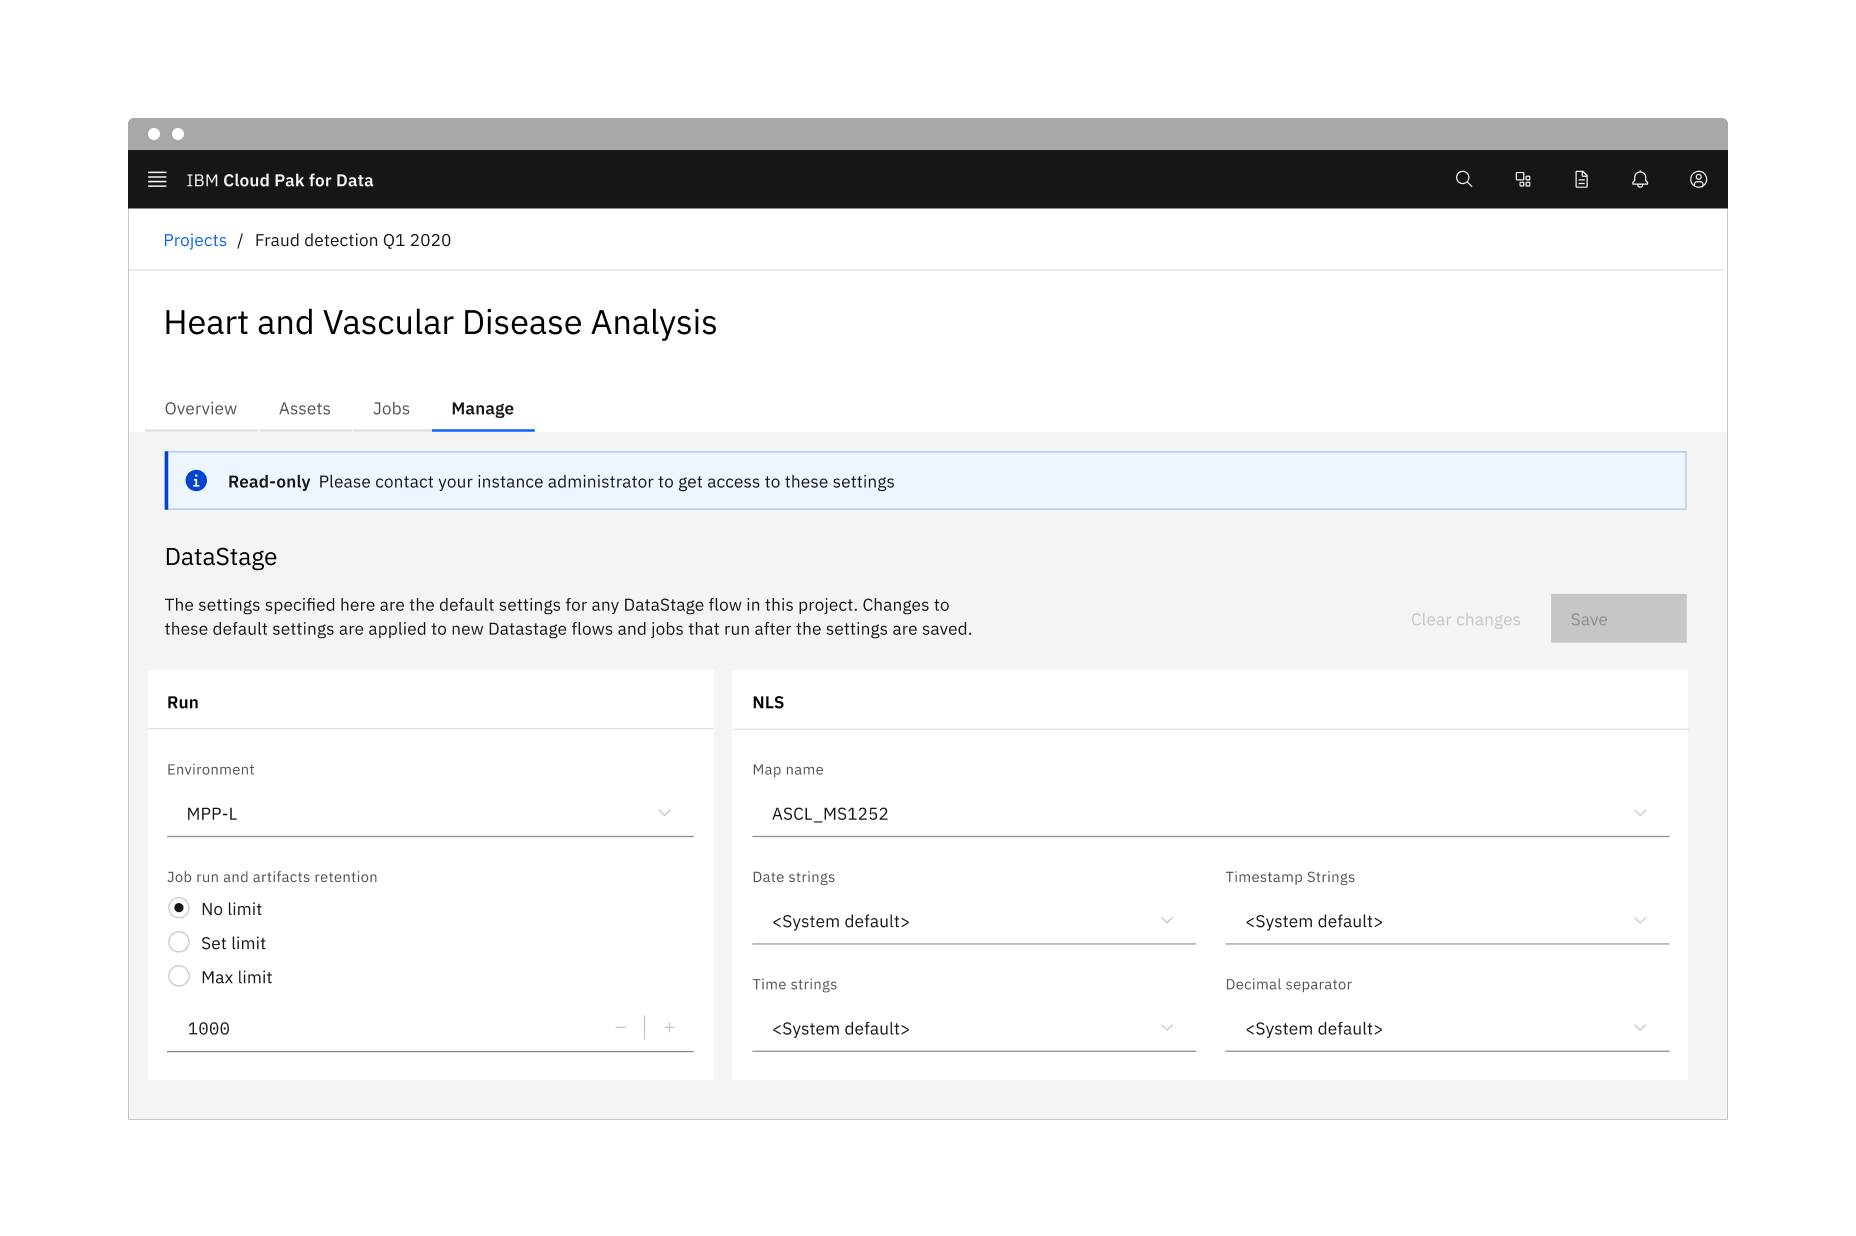 IBM Cloud Pak for Data
Projects / Fraud detection Q1 2020
Heart and Vascular Disease Analysis
Overview Assets Jobs Manage
Read-only Please contact your instance administrator to get access to these settings
DataStage
The settings specified here are the default settings for any DataStage flow in this project. Changes to
these default settings are applied to new Datastage flows and jobs that run after the settings are saved.
Clear changes Save
Run
Environment
MPP-L
Job run and artifacts retention
No limit
Set limit
Max limit
1000
NLS
Map name
ASCL_MS1252
Date strings
<System default>
Timestamp Strings
<System default>
Time strings
<System default>
Decimal separator
<System default>